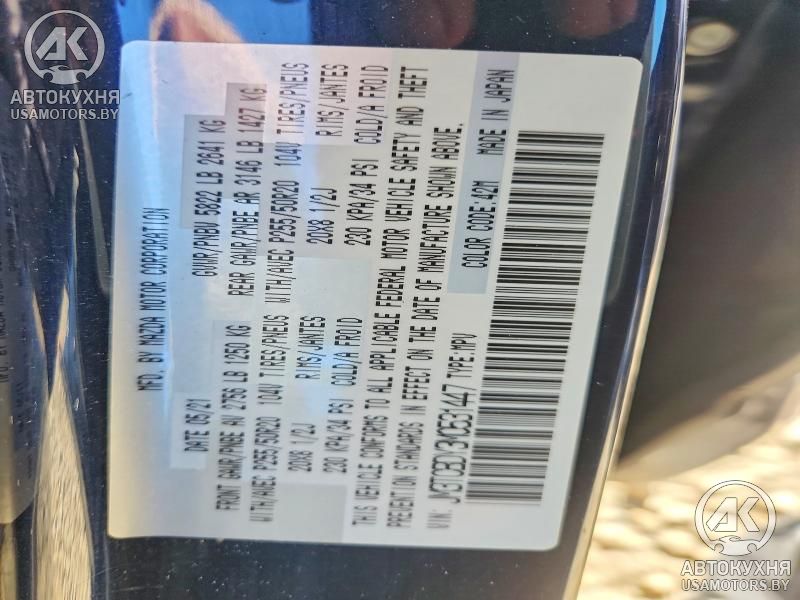 MFD. BY MAZDA MOTOR CORPORATION
DATE 05/21 GVWR/PNBV 5822 LB 2641 KG
FRONT GAWR/PNBE AV 2756 LB 1250 KG REAR GAWR/PNBE AR 3146 LB 1427 KG
WITH/AVEC P255/50R20 104V TIRES/PNEUS WITH/AVEC P255/50R20 104V TIRES/PNEUS
20X8 1/2J RIMS/JANTES 20X8 1/2J RIMS/JANTES
230 KPA/34 PSI COLD/A FROID 230 KPA/34 PSI COLD/A FROID
THIS VEHICLE CONFORMS TO ALL APPLICABLE FEDERAL MOTOR VEHICLE SAFETY AND THEFT
PREVENTION STANDARDS IN EFFECT ON THE DATE OF MANUFACTURE SHOWN ABOVE.
VIN: JM3TCBDY3M0531447 TYPE:MPV COLOR CODE:42M MADE IN JAPAN
АК
АВТОКУХНЯ
USAMOTORS.BY
АК
АВТОКУХНЯ
USAMOTORS.BY